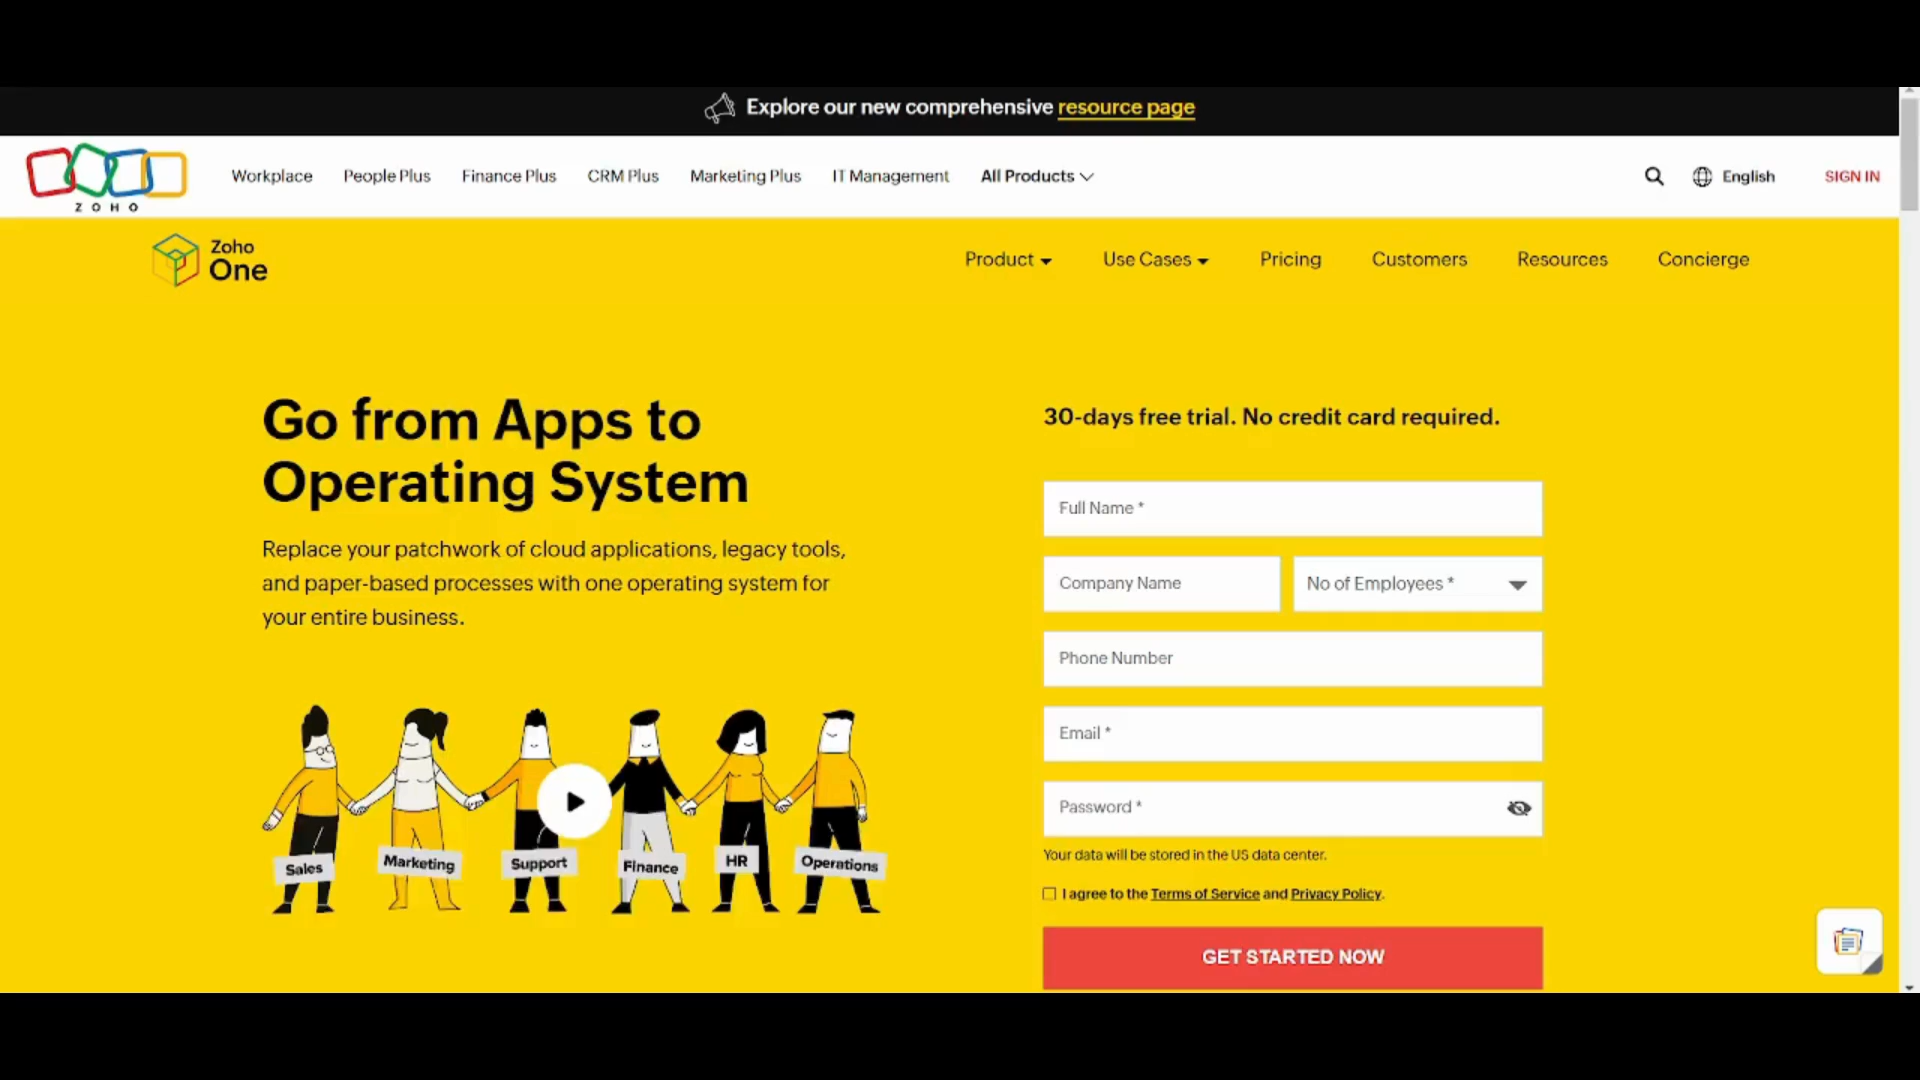 Explore our new comprehensive resource page
ZOHO
Workplace People Plus Finance Plus CRM Plus Marketing Plus IT Management All Products English SIGN IN
Zoho
One
Product Use Cases Pricing Customers Resources Concierge
Go from Apps to
Operating System
Replace your patchwork of cloud applications, legacy tools,
and paper-based processes with one operating system for
your entire business.
Sales Marketing Support Finance HR Operations
30-days free trial. No credit card required.
Full Name *
Company Name No of Employees *
Phone Number
Email *
Password *
Your data will be stored in the US data center.
I agree to the Terms of Service and Privacy Policy.
GET STARTED NOW